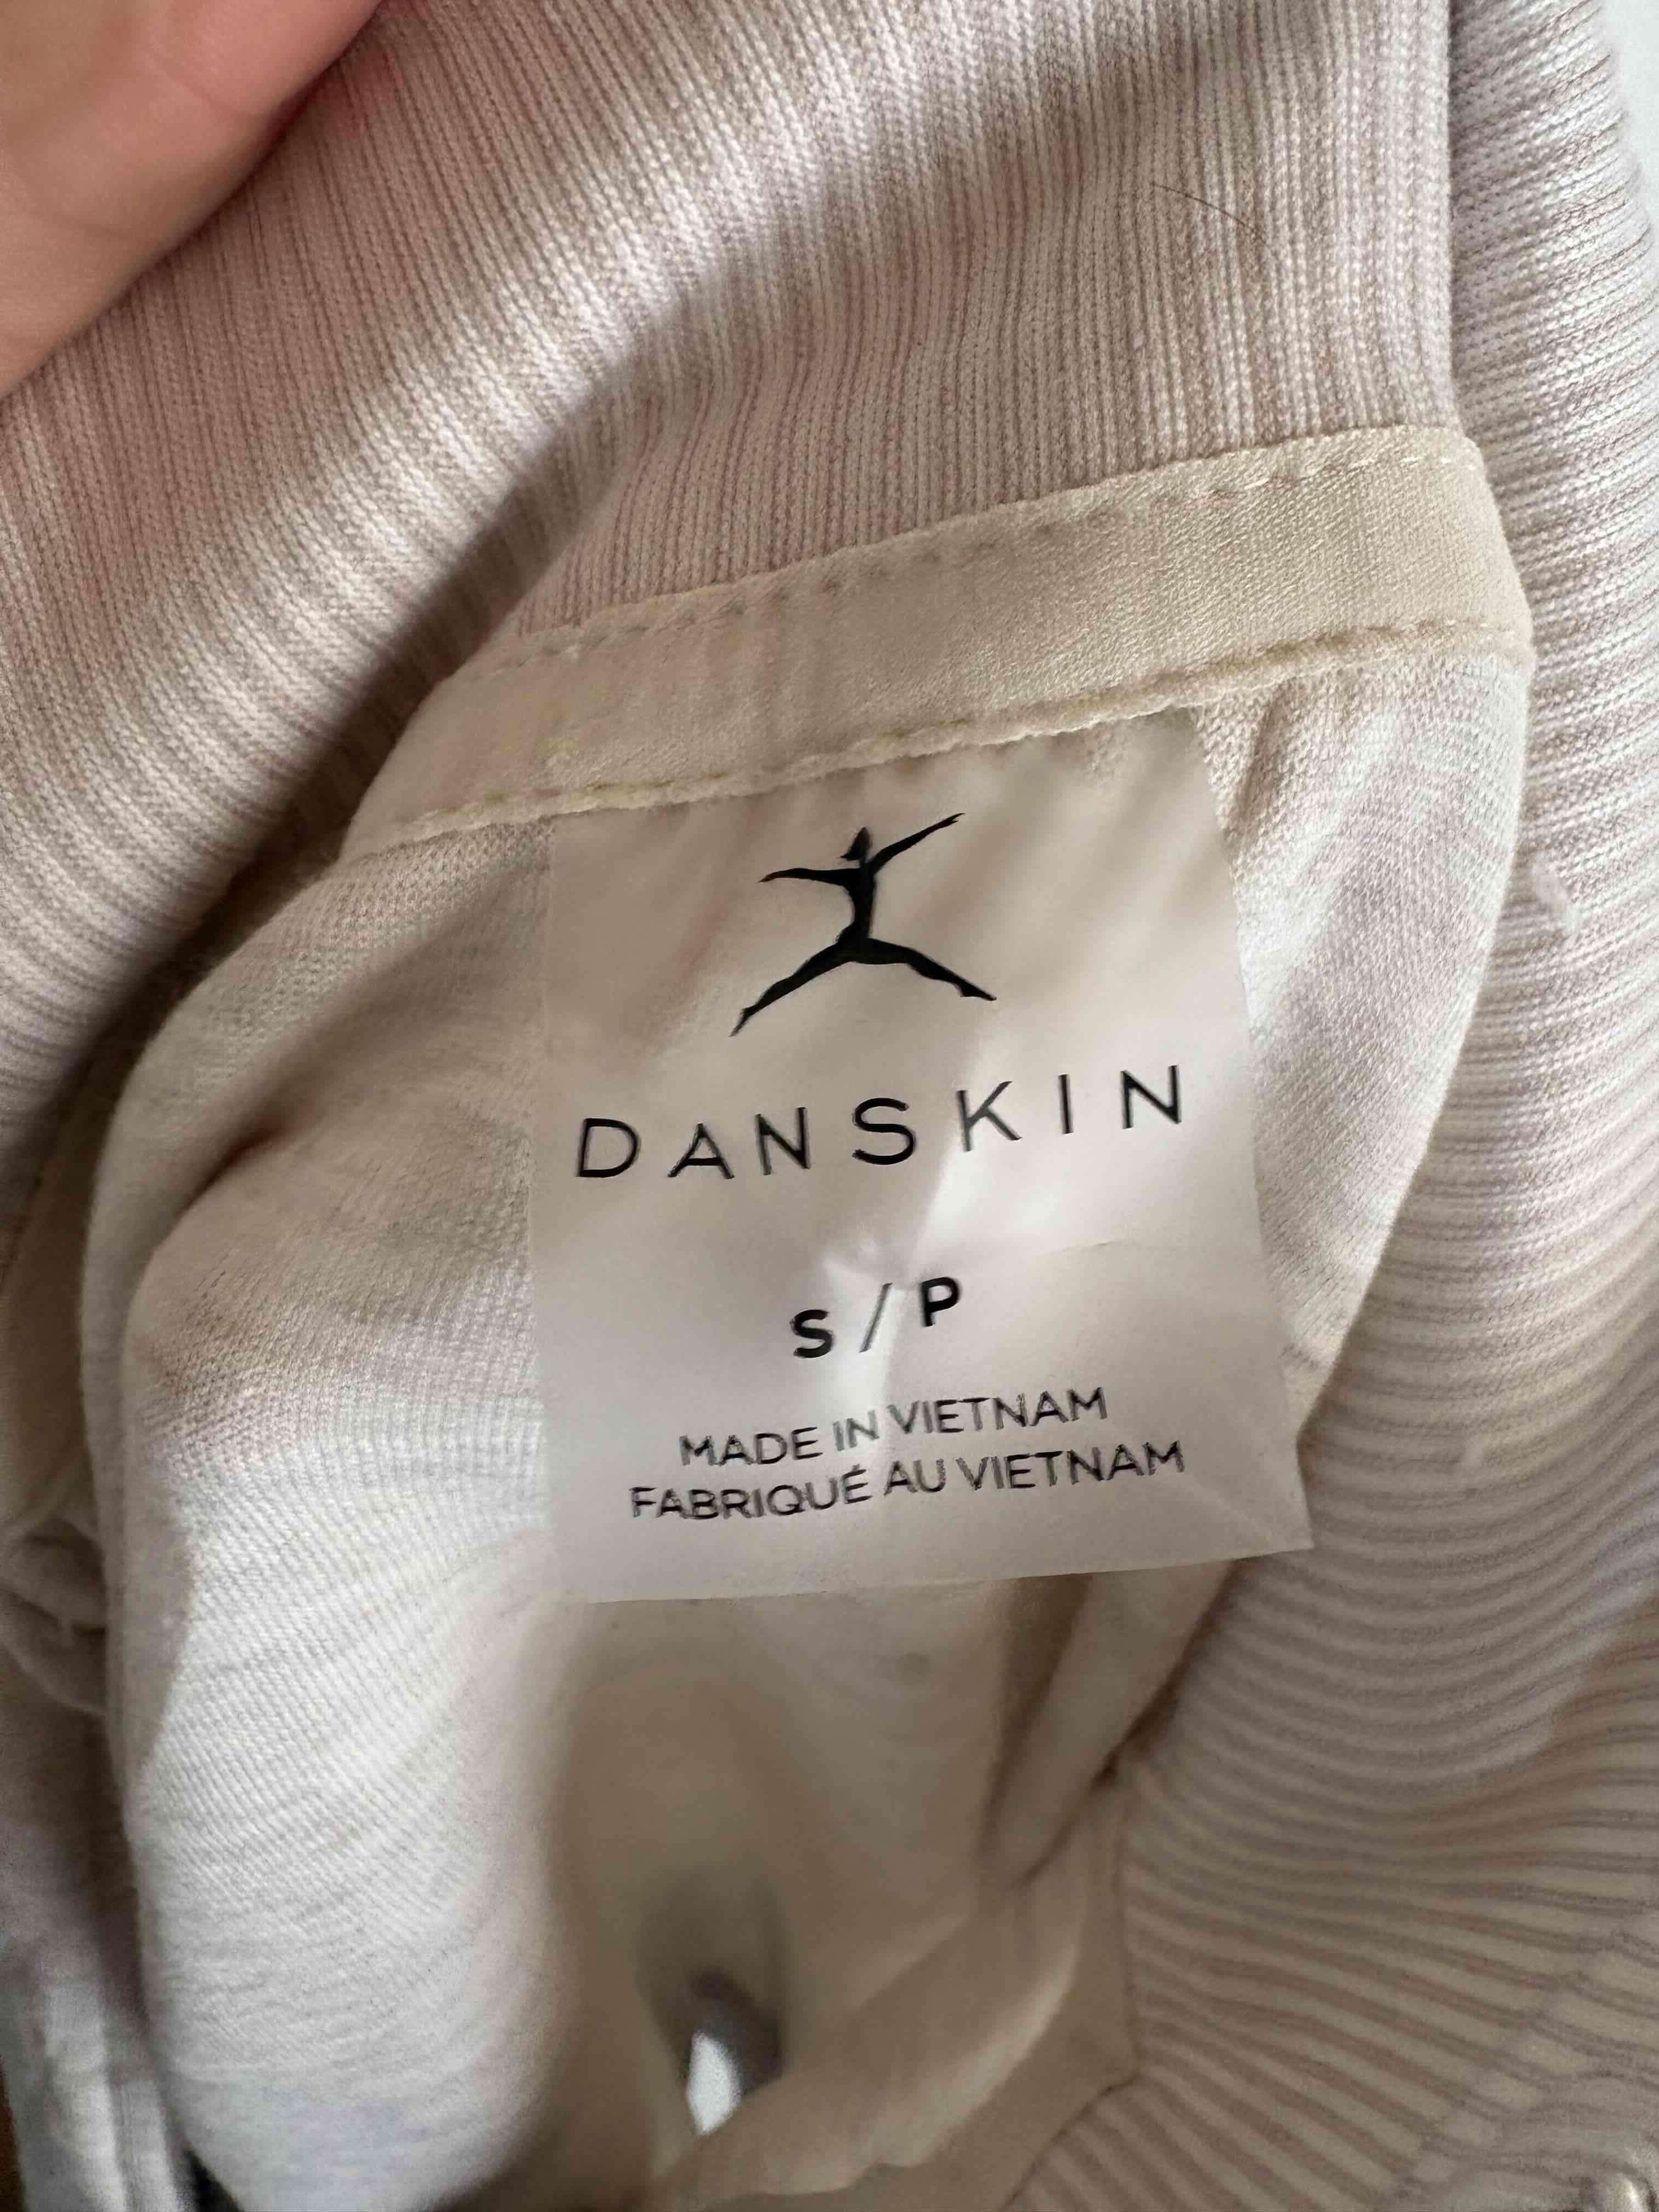 DANSKIN
S/P
MADE IN VIETNAM
FABRIQUÉ AU VIETNAM